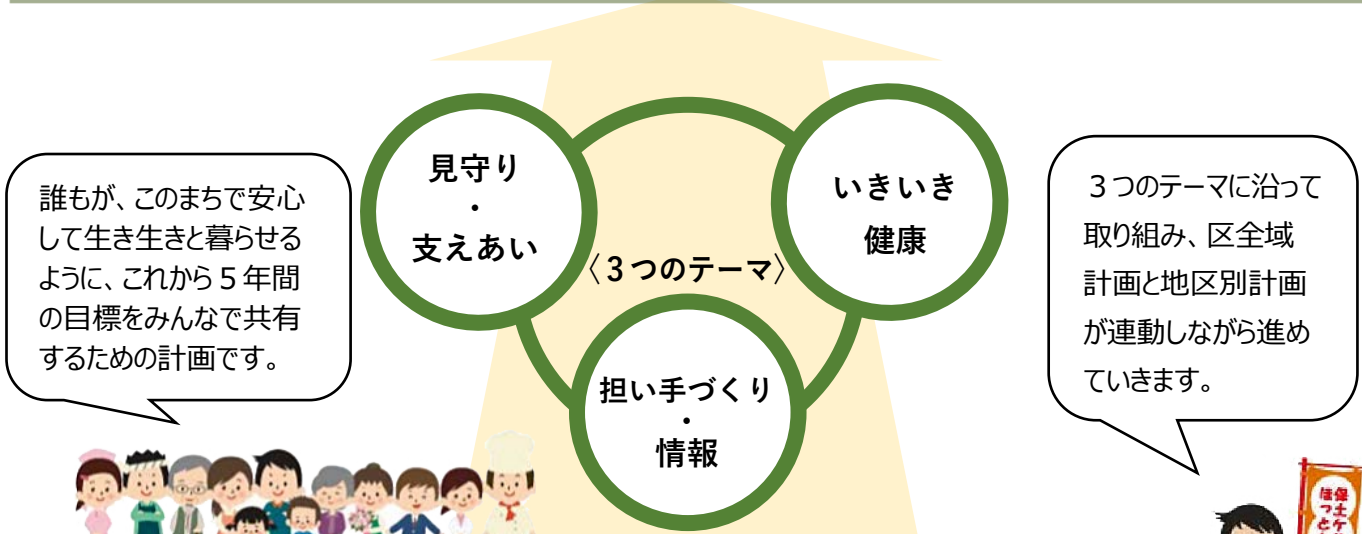 誰もが、このまちで安心
して生き生きと暮らせる
ように、これから5年間
の目標をみんなで共有
するための計画です。
見守り
・
支えあい
いきいき
健康
〈3つのテーマ〉
担い手づくり
・
情報
3つのテーマに沿って
取り組み、区全域
計画と地区別計画
が連動しながら進め
ていきます。
保土ケ
ほっと